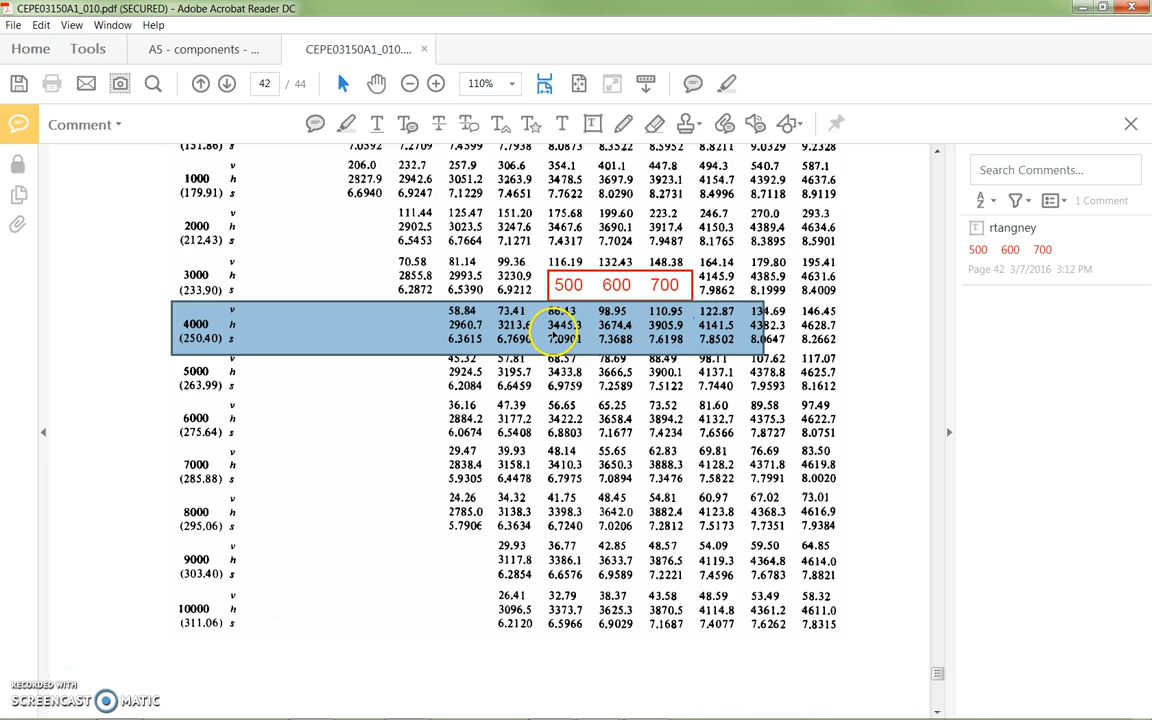 CEPE03150A1_010.pdf (SECURED) - Adobe Acrobat Reader DC
File Edit View Window Help
Home Tools A5 - components - ... CEPE03150A1_010.... ×
42 / 44 110%
Comment
(151.86) s 7.0592 7.2709 7.4599 7.7938 8.0873 8.3522 8.5952 8.8211 9.0329 9.2328
v 206.0 232.7 257.9 306.6 354.1 401.1 447.8 494.3 540.7 587.1
1000 h 2827.9 2942.6 3051.2 3263.9 3478.5 3697.9 3923.1 4154.7 4392.9 4637.6
(179.91) s 6.6940 6.9247 7.1229 7.4651 7.7622 8.0290 8.2731 8.4996 8.7118 8.9119
v 111.44 125.47 151.20 175.68 199.60 223.2 246.7 270.0 293.3
2000 h 2902.5 3023.5 3247.6 3467.6 3690.1 3917.4 4150.3 4389.4 4634.6
(212.43) s 6.5453 6.7664 7.1271 7.4317 7.7024 7.9487 8.1765 8.3895 8.5901
v 70.58 81.14 99.36 116.19 132.43 148.38 164.14 179.80 195.41
3000 h 2855.8 2993.5 3230.9 4145.9 4385.9 4631.6
(233.90) s 6.2872 6.5390 6.9212 7.9862 8.1999 8.4009
500 600 700
v 58.84 73.41 86.43 98.95 110.95 122.87 134.69 146.45
4000 h 2960.7 3213.6 3445.3 3674.4 3905.9 4141.5 4382.3 4628.7
(250.40) s 6.3615 6.7690 7.0901 7.3688 7.6198 7.8502 8.0647 8.2662
v 45.32 57.81 68.57 78.69 88.49 98.11 107.62 117.07
5000 h 2924.5 3195.7 3433.8 3666.5 3900.1 4137.1 4378.8 4625.7
(263.99) s 6.2084 6.6459 6.9759 7.2589 7.5122 7.7440 7.9593 8.1612
v 36.16 47.39 56.65 65.25 73.52 81.60 89.58 97.49
6000 h 2884.2 3177.2 3422.2 3658.4 3894.2 4132.7 4375.3 4622.7
(275.64) s 6.0674 6.5408 6.8803 7.1677 7.4234 7.6566 7.8727 8.0751
v 29.47 39.93 48.14 55.65 62.83 69.81 76.69 83.50
7000 h 2838.4 3158.1 3410.3 3650.3 3888.3 4128.2 4371.8 4619.8
(285.88) s 5.9305 6.4478 6.7975 7.0894 7.3476 7.5822 7.7991 8.0020
v 24.26 34.32 41.75 48.45 54.81 60.97 67.02 73.01
8000 h 2785.0 3138.3 3398.3 3642.0 3882.4 4123.8 4368.3 4616.9
(295.06) s 5.7906 6.3634 6.7240 7.0206 7.2812 7.5173 7.7351 7.9384
v 29.93 36.77 42.85 48.57 54.09 59.50 64.85
9000 h 3117.8 3386.1 3633.7 3876.5 4119.3 4364.8 4614.0
(303.40) s 6.2854 6.6576 6.9589 7.2221 7.4596 7.6783 7.8821
v 26.41 32.79 38.37 43.58 48.59 53.49 58.32
10000 h 3096.5 3373.7 3625.3 3870.5 4114.8 4361.2 4611.0
(311.06) s 6.2120 6.5966 6.9029 7.1687 7.4077 7.6262 7.8315
Search Comments...
1 Comment
rtangney
500 600 700
Page 42 3/7/2016 3:12 PM
RECORDED WITH
SCREENCAST MATIC